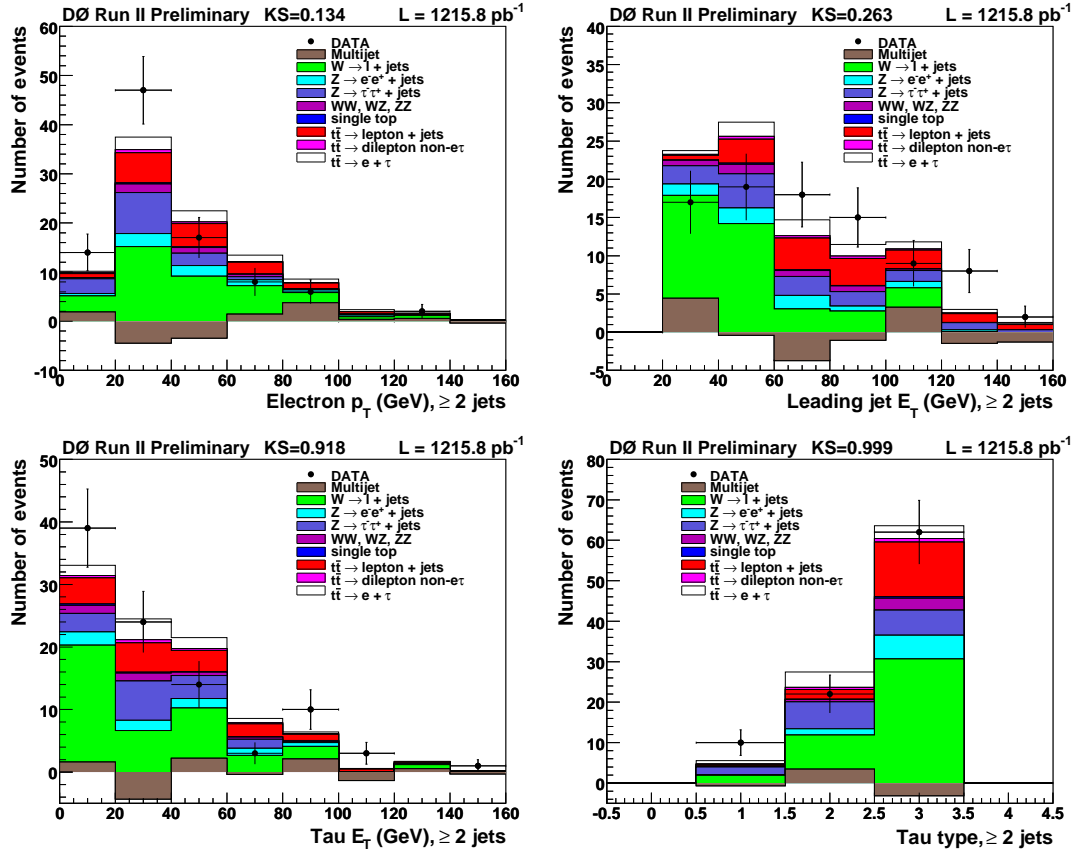 DØ Run II Preliminary KS=0.134 L = 1215.8 pb⁻¹
Number of events
60
50
40
30
20
10
0
-10
DATA
Multijet
W → l + jets
Z → e⁻e⁺ + jets
Z → τ⁻τ⁺ + jets
WW, WZ, ZZ
single top
tt̄ → lepton + jets
tt̄ → dilepton non-eτ
tt̄ → e + τ
0 20 40 60 80 100 120 140 160
Electron p_T (GeV), ≥ 2 jets
DØ Run II Preliminary KS=0.263 L = 1215.8 pb⁻¹
Number of events
40
35
30
25
20
15
10
5
0
-5
DATA
Multijet
W → l + jets
Z → e⁻e⁺ + jets
Z → τ⁻τ⁺ + jets
WW, WZ, ZZ
single top
tt̄ → lepton + jets
tt̄ → dilepton non-eτ
tt̄ → e + τ
0 20 40 60 80 100 120 140 160
Leading jet E_T (GeV), ≥ 2 jets
DØ Run II Preliminary KS=0.918 L = 1215.8 pb⁻¹
Number of events
50
40
30
20
10
0
DATA
Multijet
W → l + jets
Z → e⁻e⁺ + jets
Z → τ⁻τ⁺ + jets
WW, WZ, ZZ
single top
tt̄ → lepton + jets
tt̄ → dilepton non-eτ
tt̄ → e + τ
0 20 40 60 80 100 120 140 160
Tau E_T (GeV), ≥ 2 jets
DØ Run II Preliminary KS=0.999 L = 1215.8 pb⁻¹
Number of events
80
70
60
50
40
30
20
10
0
DATA
Multijet
W → l + jets
Z → e⁻e⁺ + jets
Z → τ⁻τ⁺ + jets
WW, WZ, ZZ
single top
tt̄ → lepton + jets
tt̄ → dilepton non-eτ
tt̄ → e + τ
-0.5 0 0.5 1 1.5 2 2.5 3 3.5 4 4.5
Tau type, ≥ 2 jets